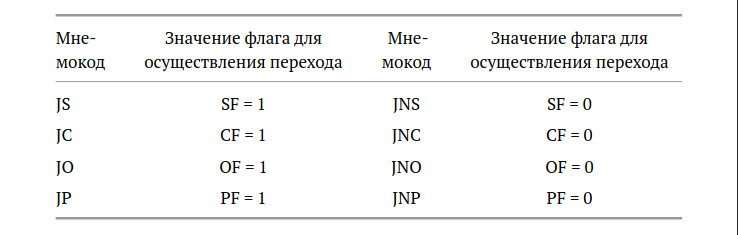 Мне- Значение флага для Мне- Значение флага для
мокод осуществления перехода мокод осуществления перехода
JS SF = 1 JNS SF = 0
JC CF = 1 JNC CF = 0
JO OF = 1 JNO OF = 0
JP PF = 1 JNP PF = 0